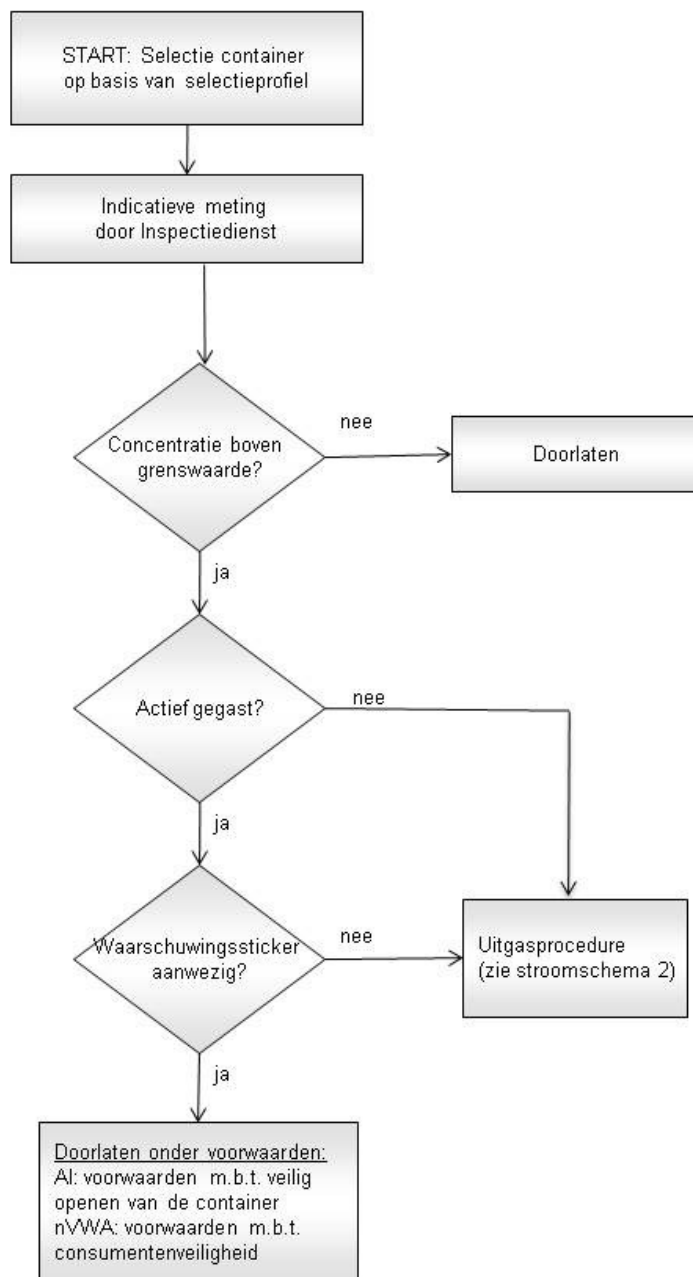 START: Selectie container
op basis van selectieprofiel
Indicatieve meting
door Inspectiedienst
Concentratie boven
grenswaarde?
nee
Doorlaten
ja
Actief gegast?
nee
ja
Waarschuwingssticker
aanwezig?
nee
Uitgasprocedure
(zie stroomschema 2)
ja
Doorlaten onder voorwaarden:
AI: voorwaarden m.b.t. veilig
openen van de container
nVWA: voorwaarden m.b.t.
consumentenveiligheid